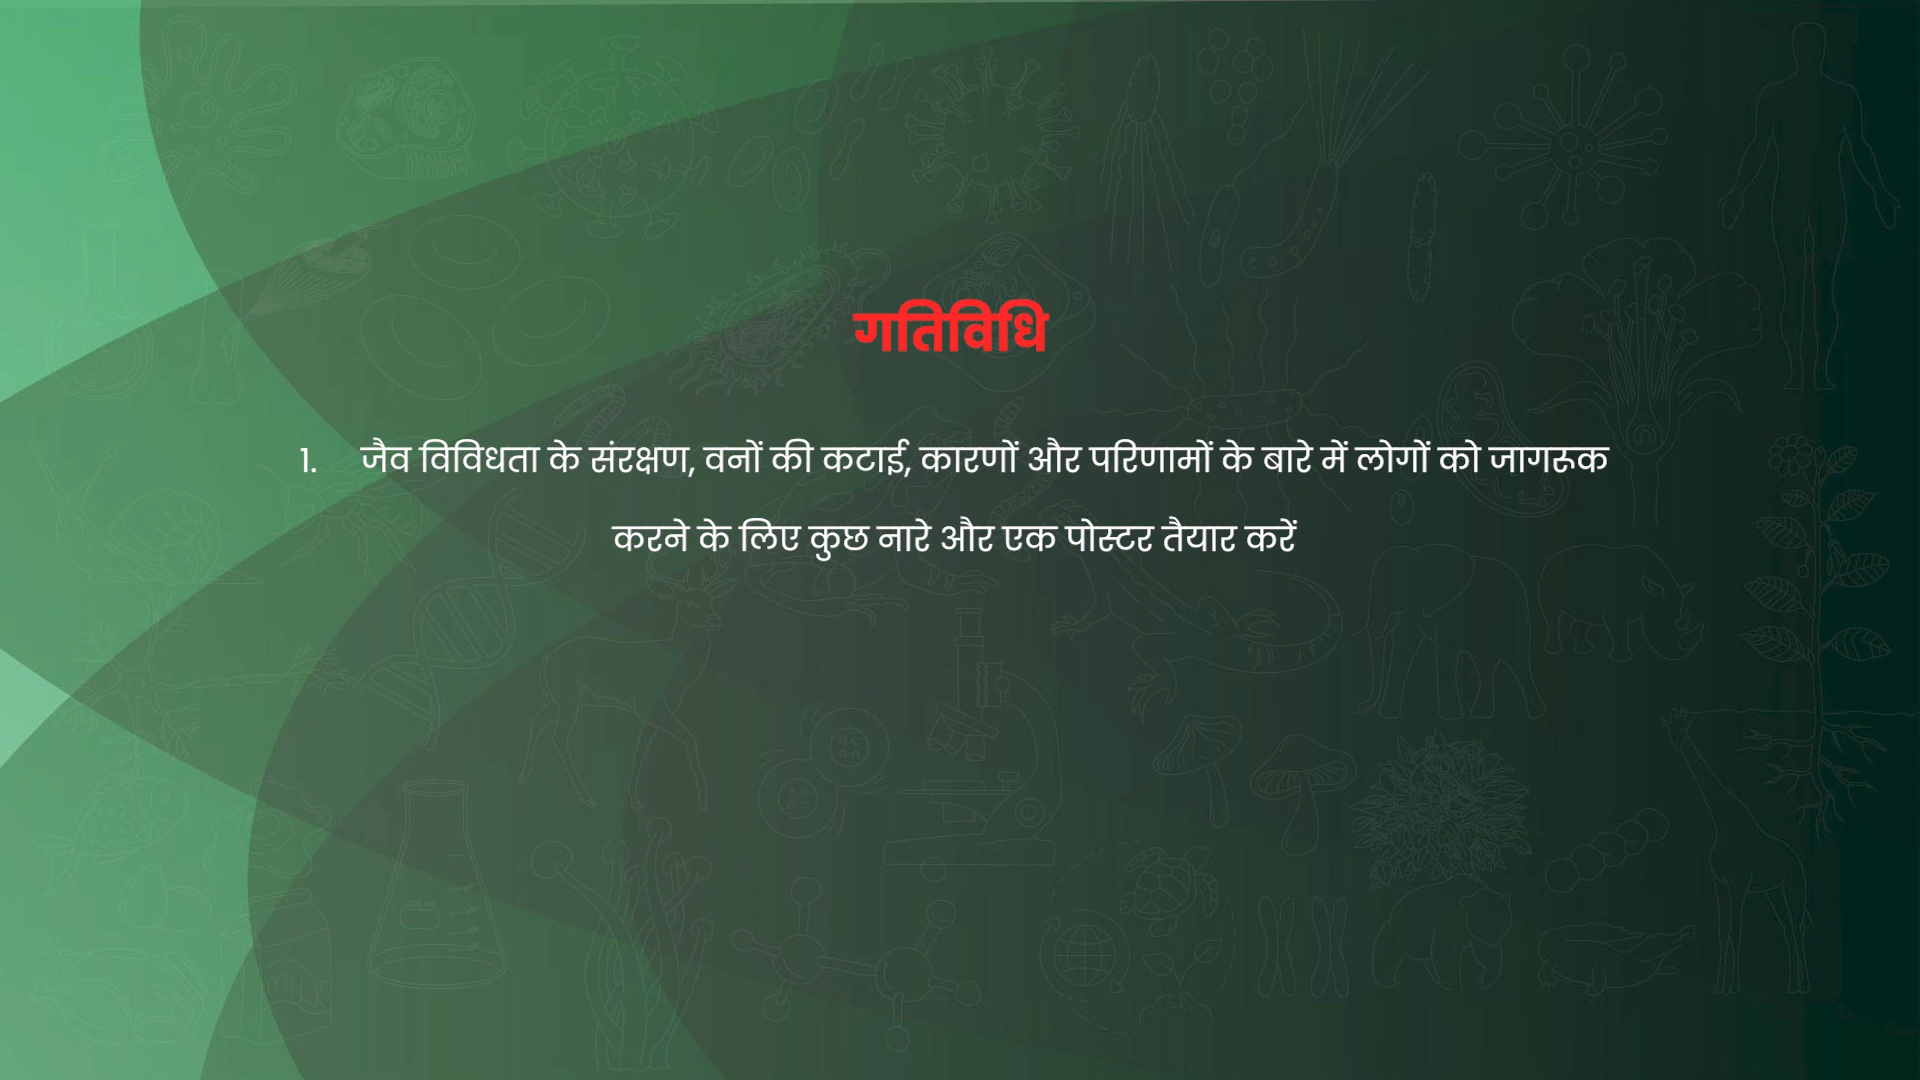 गतिविधि
1. जैव विविधता के संरक्षण, वनों की कटाई, कारणों और परिणामों के बारे में लोगों को जागरूक
करने के लिए कुछ नारे और एक पोस्टर तैयार करें